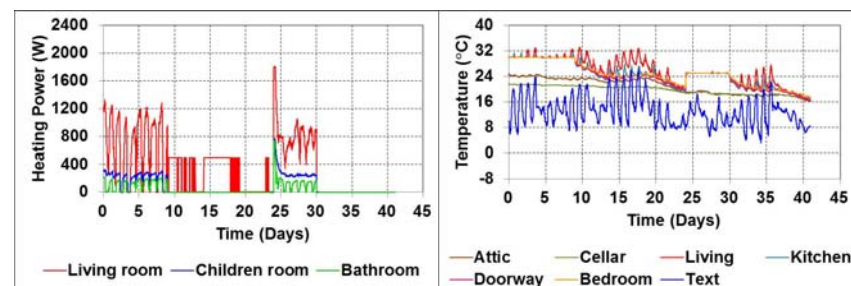 2400
2000
1600
1200
800
400
0
Heating Power (W)
0 5 10 15 20 25 30 35 40 45
Time (Days)
Living room Children room Bathroom
40
32
24
16
8
0
-8
Temperature (°C)
0 5 10 15 20 25 30 35 40 45
Time (Days)
Attic Cellar Living Kitchen
Doorway Bedroom Text